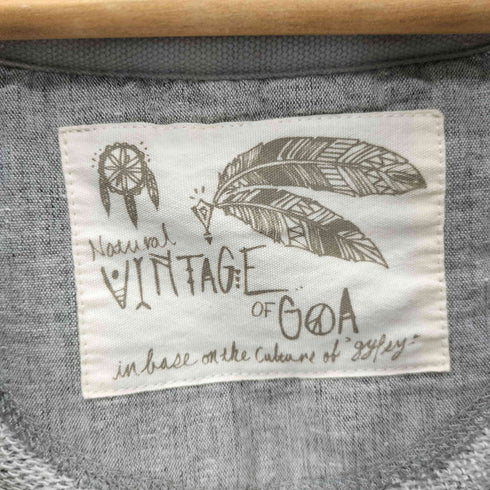 Natural
VINTAGE
OF GOA
in base on the Culture of "gypsy"